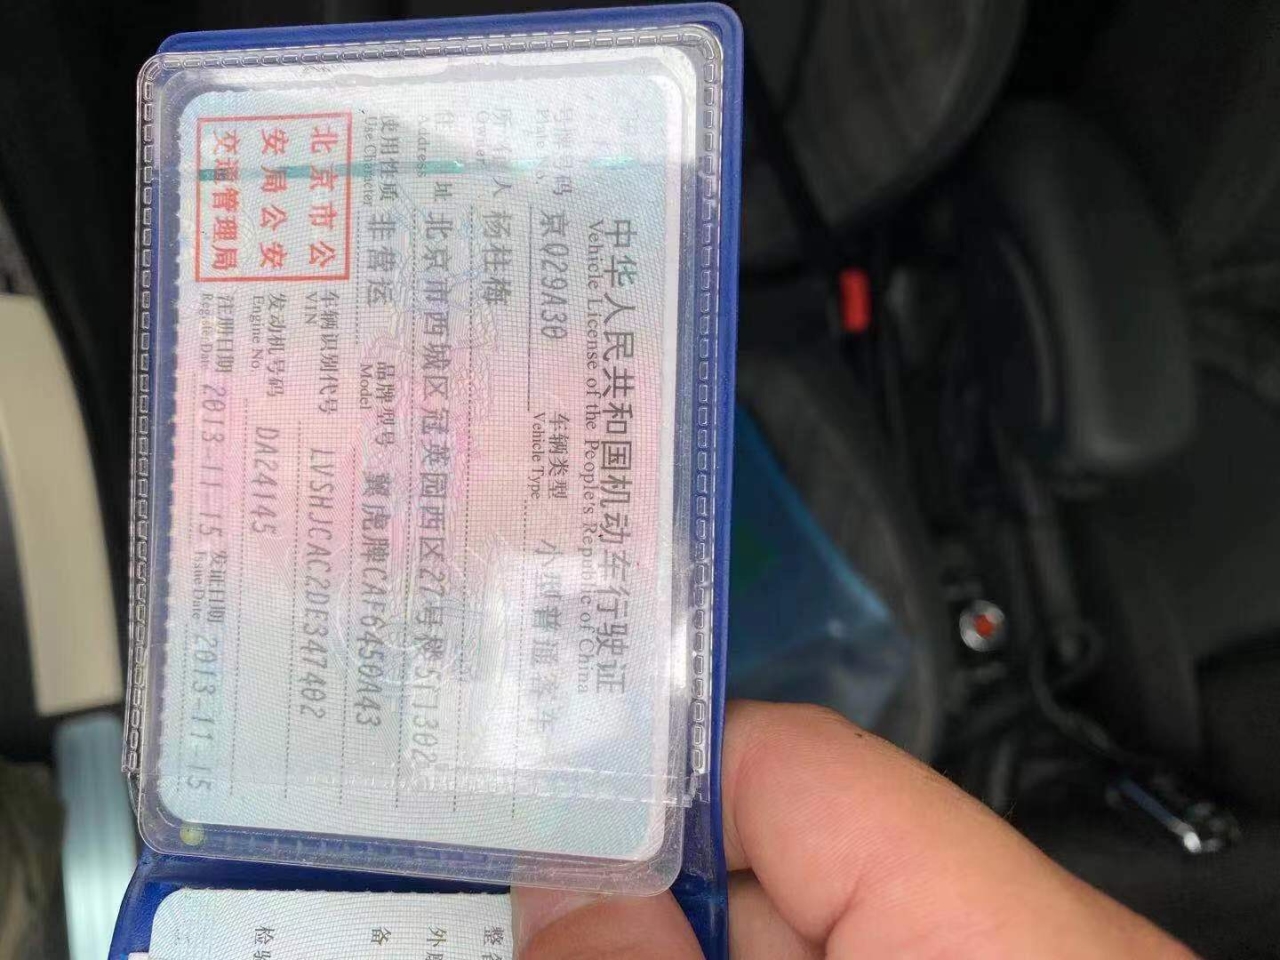 中华人民共和国机动车行驶证
Vehicle License of the People's Republic of China
号牌号码 京Q29A30 车辆类型 小型普通客车
Plate No. Vehicle Type
所有人 杨桂梅
Owner
住址 北京市西城区冠英园西区27号楼5门302
Address
使用性质 非营运 品牌型号 翼虎牌CAF6450A43
Use Character Model
北京市公
安局公安
交通管理局
车辆识别代号 LVSHJCAC2DE347402
VIN
发动机号码 DA24145
Engine No.
注册日期 2013-11-15 发证日期 2013-11-15
Register Date Issue Date
整
外
备
检验